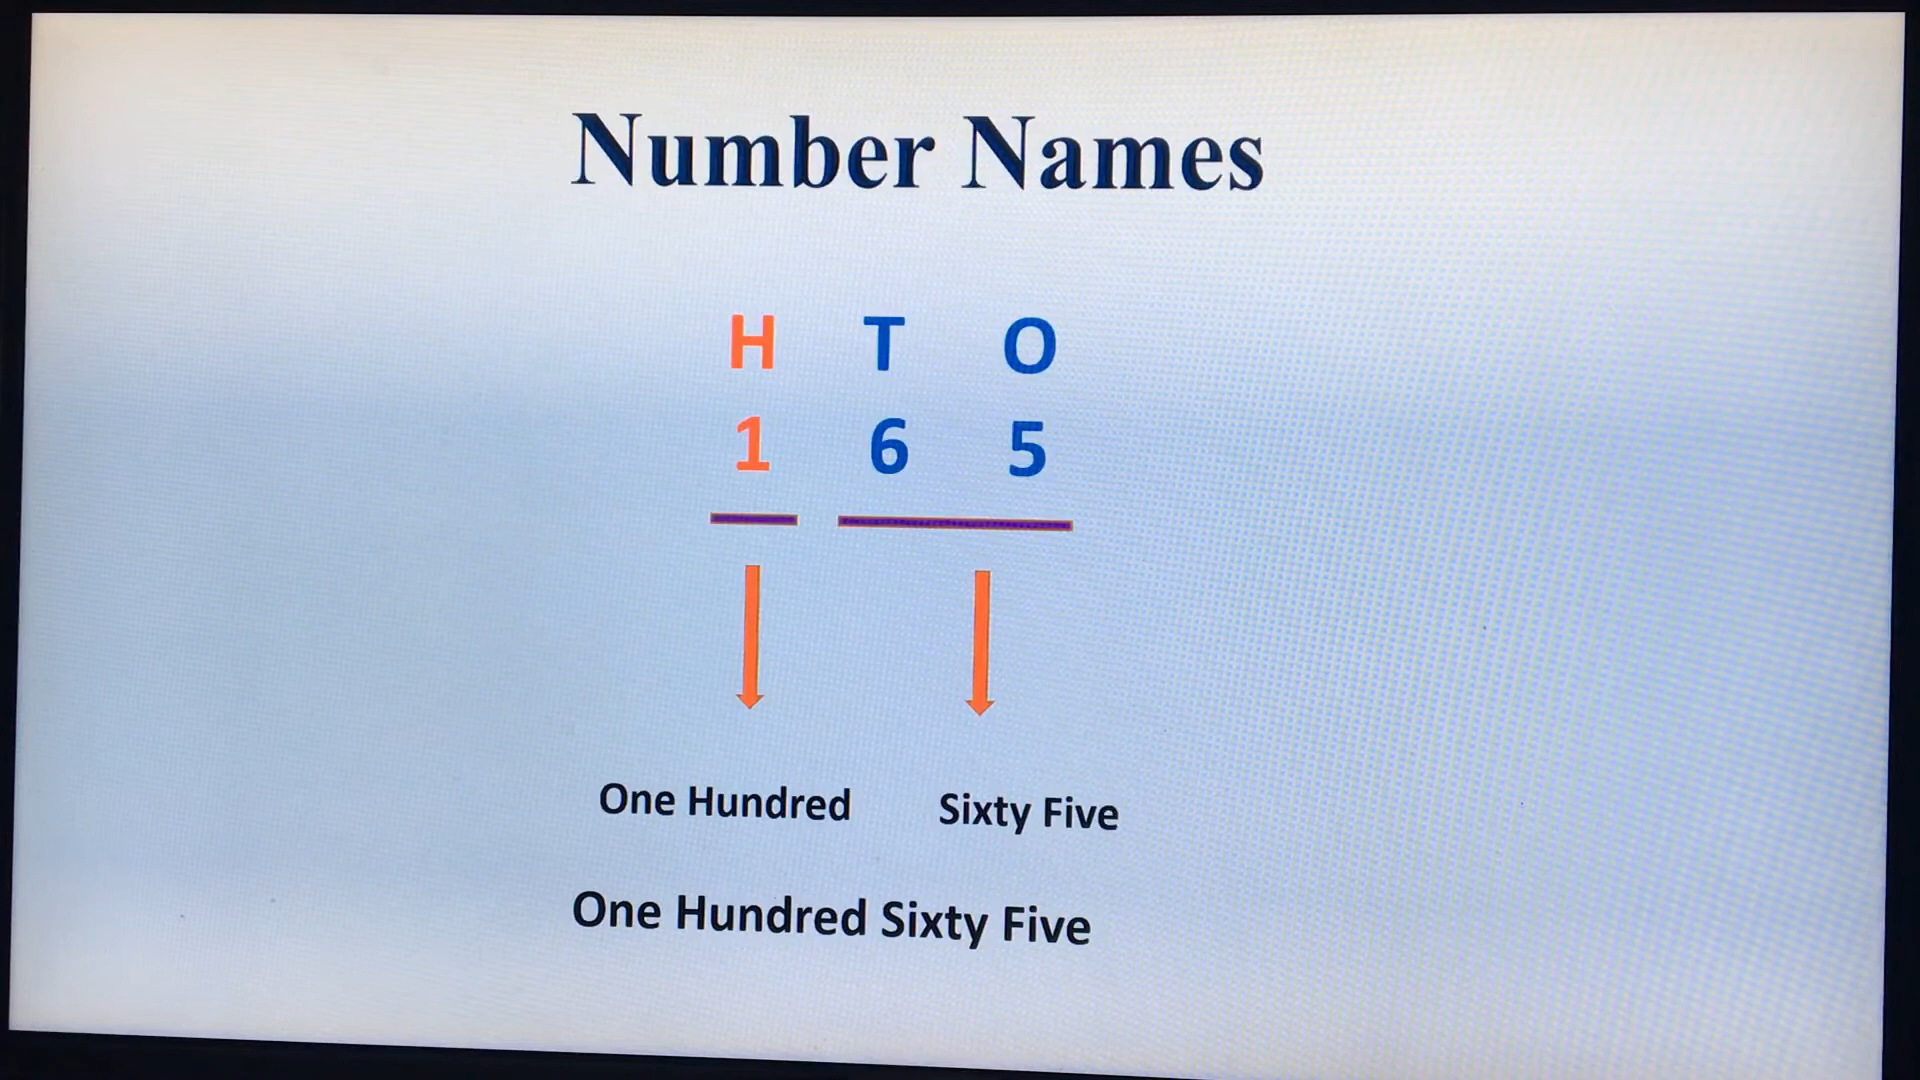 Number Names
H T O
1 6 5
One Hundred Sixty Five
One Hundred Sixty Five